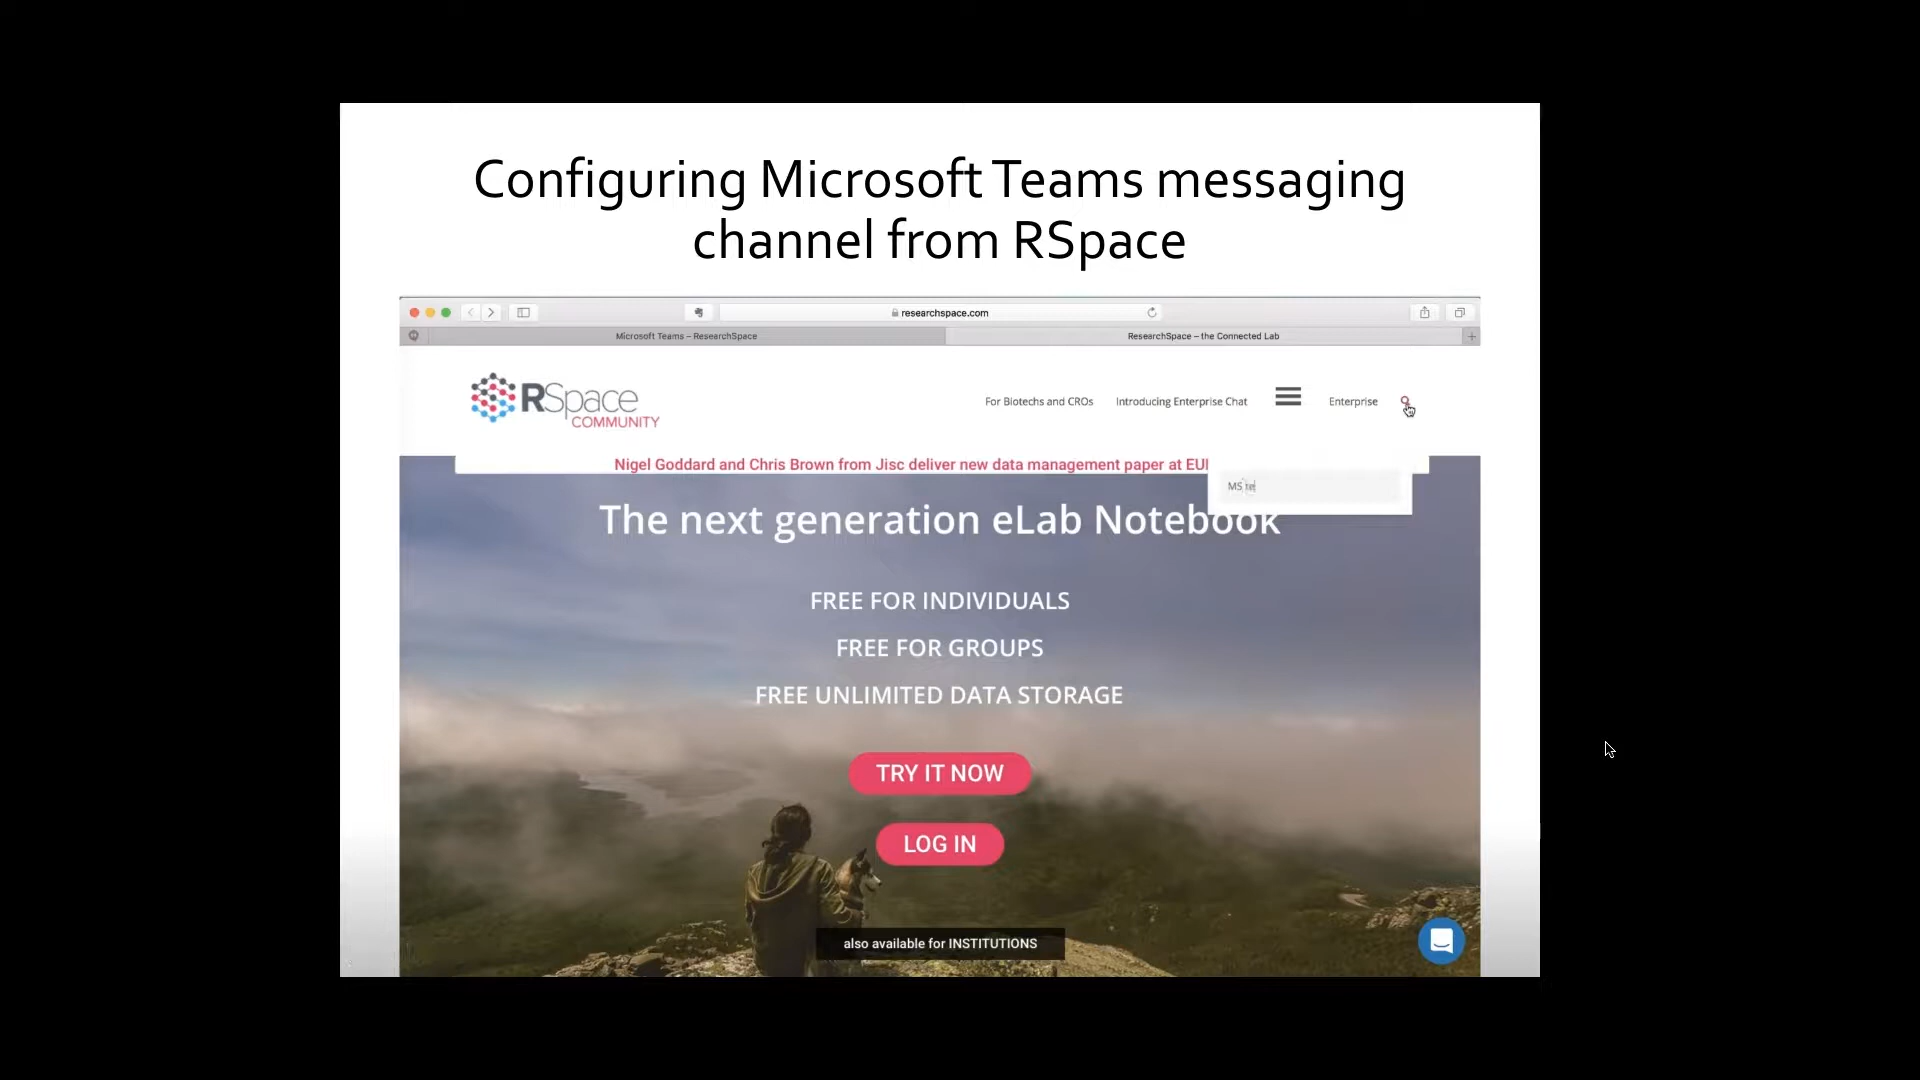 Configuring Microsoft Teams messaging
channel from RSpace
researchspace.com
Microsoft Teams – ResearchSpace
ResearchSpace – the Connected Lab
RSpace
COMMUNITY
For Biotechs and CROs
Introducing Enterprise Chat
Enterprise
Nigel Goddard and Chris Brown from Jisc deliver new data management paper at EU
MS te
The next generation eLab Notebook
FREE FOR INDIVIDUALS
FREE FOR GROUPS
FREE UNLIMITED DATA STORAGE
TRY IT NOW
LOG IN
also available for INSTITUTIONS